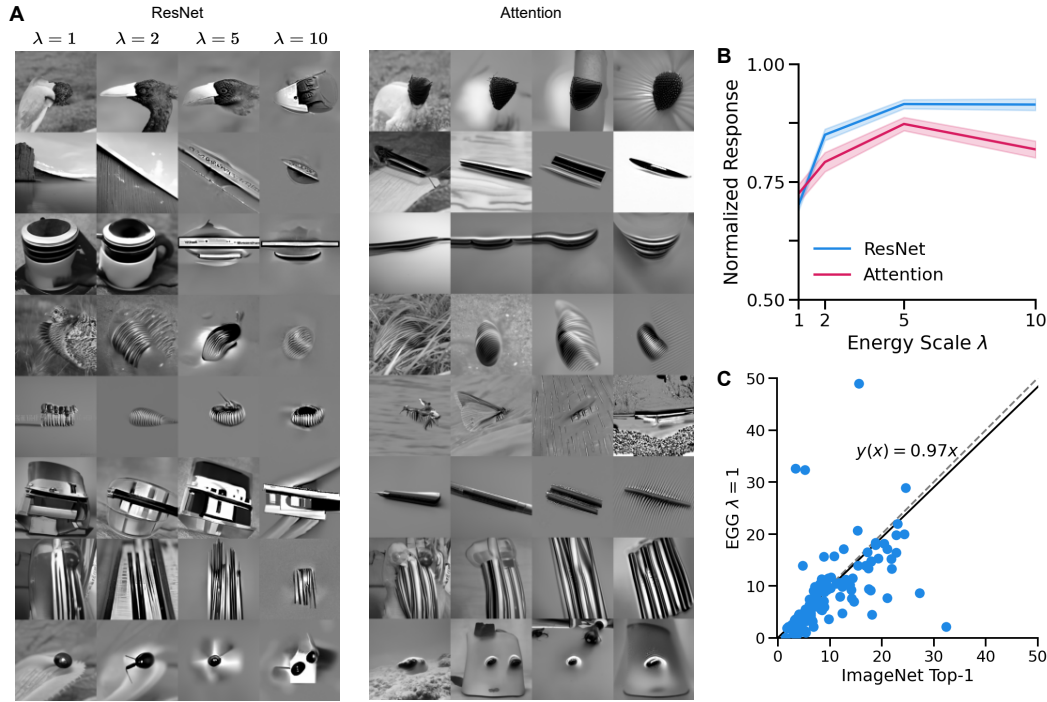 A
ResNet
Attention
λ = 1
λ = 2
λ = 5
λ = 10
B
1.00
0.75
0.50
Normalized Response
ResNet
Attention
1
2
5
10
Energy Scale λ
C
50
40
30
20
10
0
EGG λ = 1
y(x) = 0.97x
0
10
20
30
40
50
ImageNet Top-1